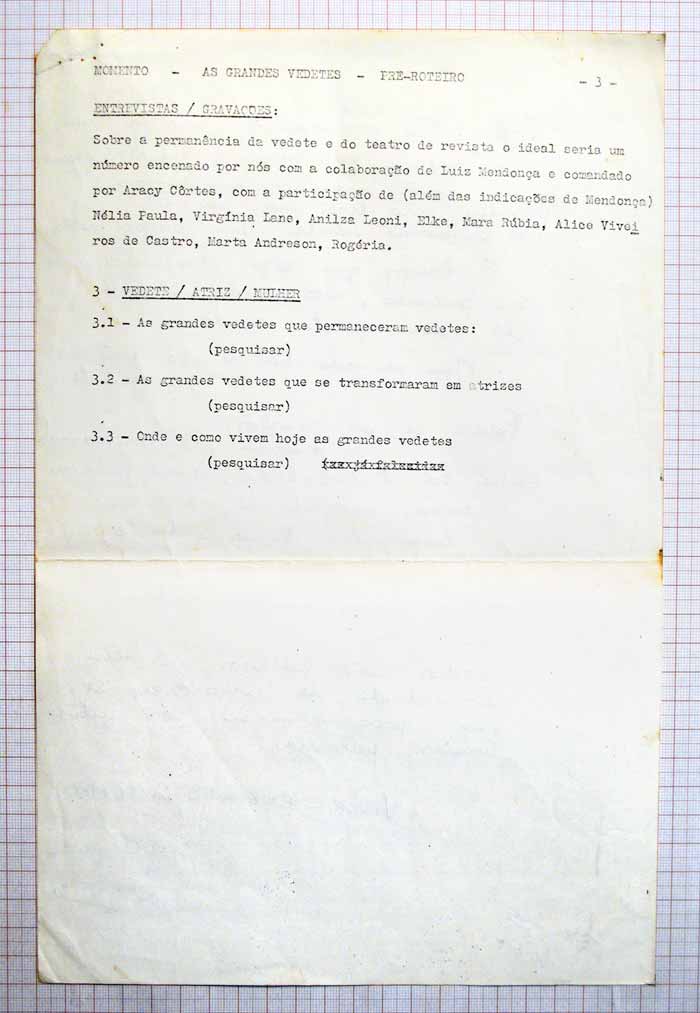 MOMENTO - AS GRANDES VEDETES - PRE-ROTEIRO
- 3 -
ENTREVISTAS / GRAVAÇOES:
Sobre a permanência da vedete e do teatro de revista o ideal seria um
número encenado por nós com a colaboração de Luiz Mendonça e comandado
por Aracy Côrtes, com a participação de (além das indicações de Mendonça)
Nélia Paula, Virgínia Lane, Anilza Leoni, Elke, Mara Rúbia, Alice Vivei
ros de Castro, Marta Andreson, Rogéria.
3 - VEDETE / ATRIZ / MULHER
3.1 - As grandes vedetes que permaneceram vedetes:
(pesquisar)
3.2 - As grandes vedetes que se transformaram em atrizes
(pesquisar)
3.3 - Onde e como vivem hoje as grandes vedetes
(pesquisar)